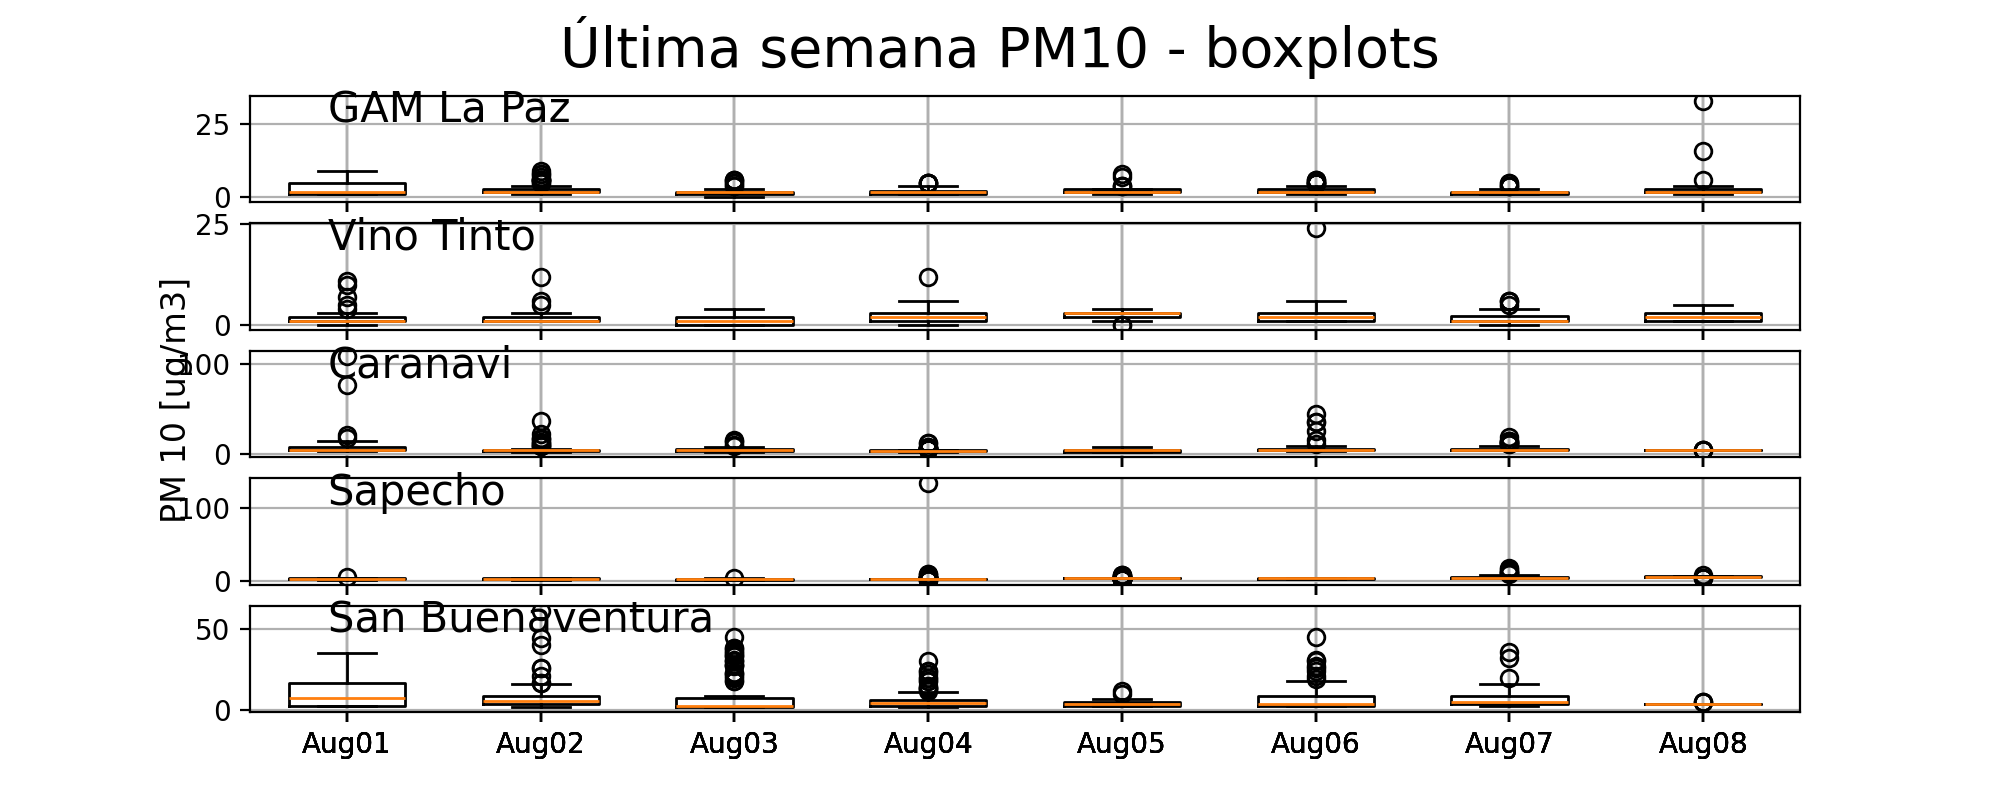 Última semana PM10 - boxplots
GAM La Paz
25
0
Vino Tinto
25
0
Caranavi
100
0
Sapecho
100
0
San Buenaventura
50
0
PM 10 [ug/m3]
Aug01 Aug02 Aug03 Aug04 Aug05 Aug06 Aug07 Aug08